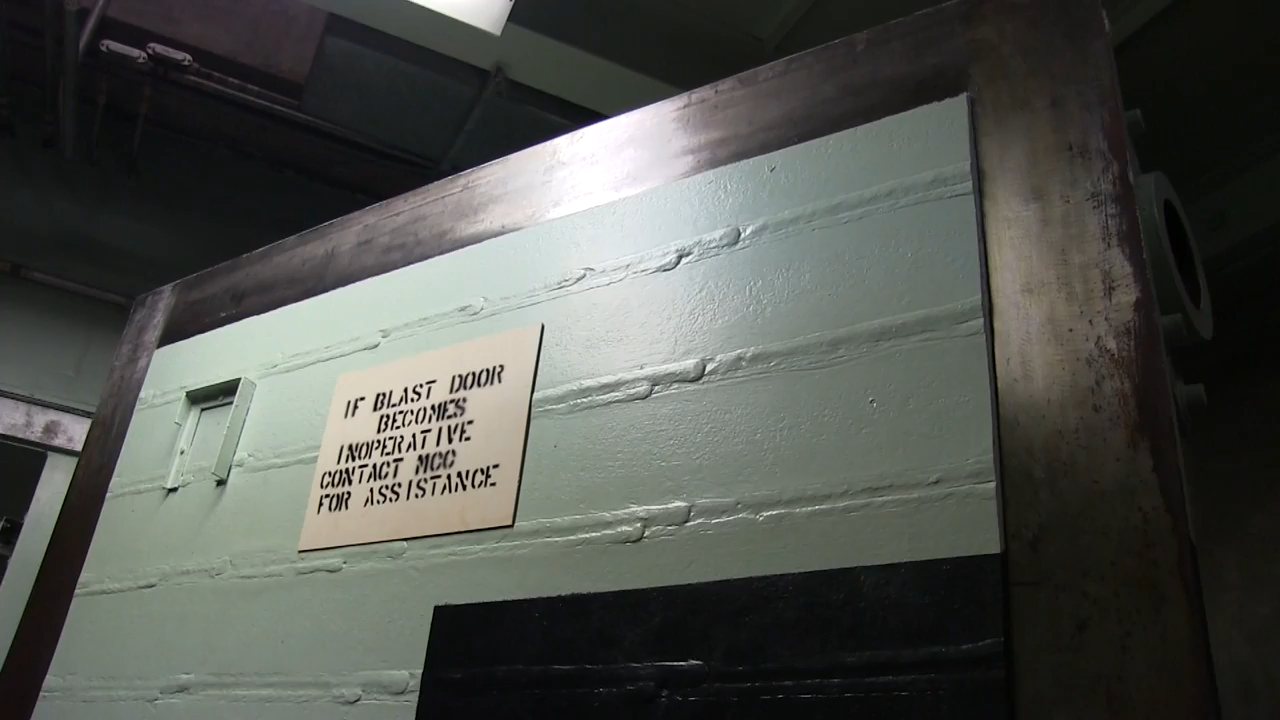 IF BLAST DOOR
BECOMES
INOPERATIVE
CONTACT MCC
FOR ASSISTANCE